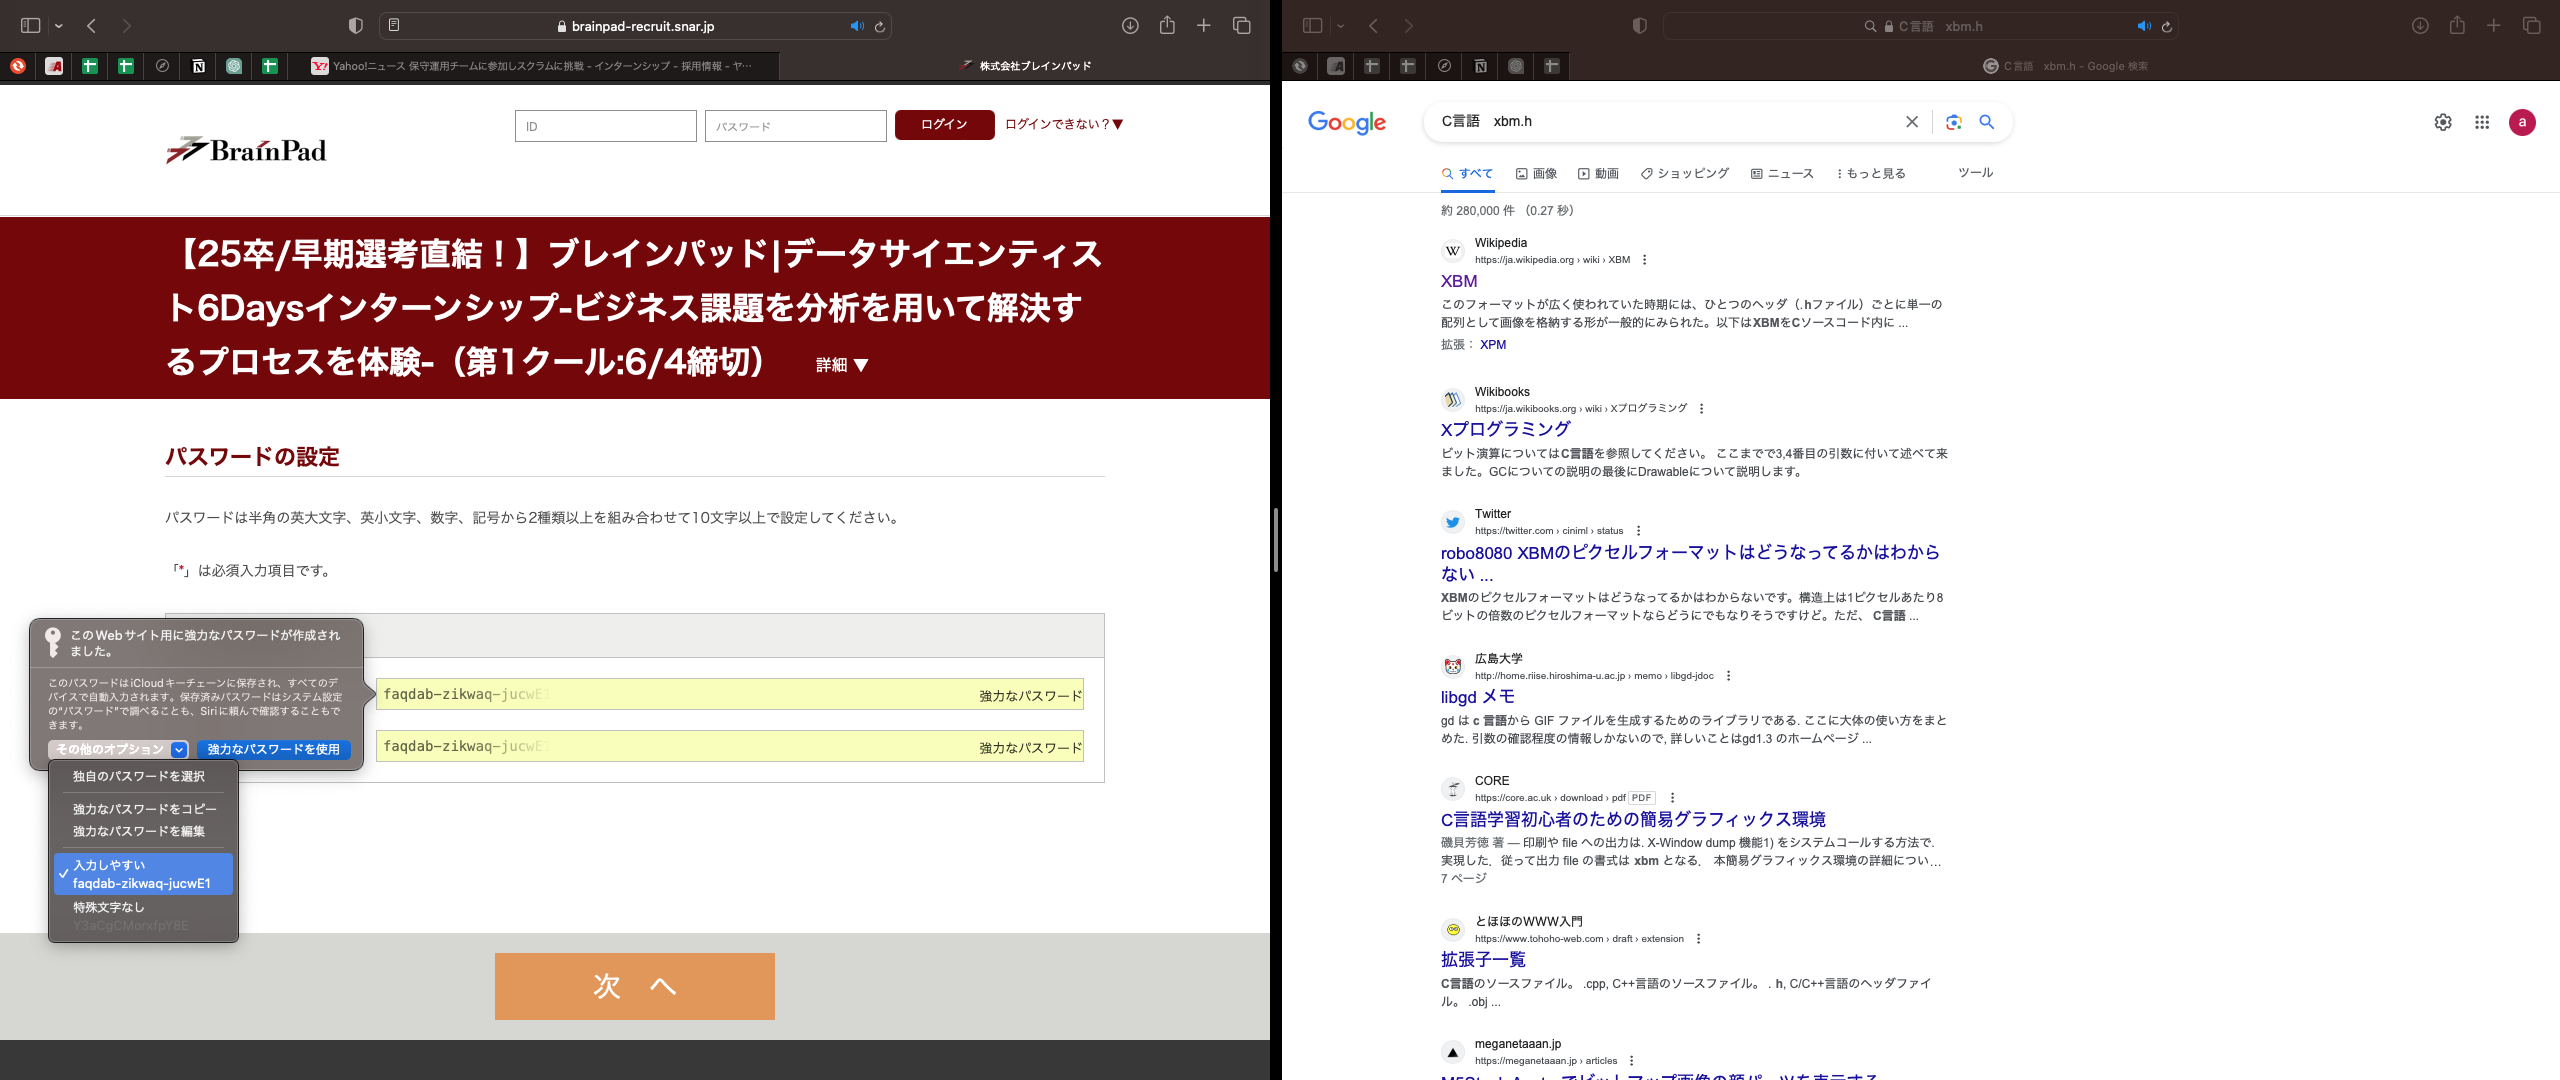 brainpad-recruit.snar.jp
Yahoo!ニュース 保守運用チームに参加しスクラムに挑戦 - インターンシップ - 採用情報 - ヤ…
株式会社ブレインパッド
BrainPad
ID
パスワード
ログイン
ログインできない？▼
【25卒/早期選考直結！】ブレインパッド|データサイエンティス
ト6Daysインターンシップ-ビジネス課題を分析を用いて解決す
るプロセスを体験-（第1クール:6/4締切）
詳細 ▼
パスワードの設定
パスワードは半角の英大文字、英小文字、数字、記号から2種類以上を組み合わせて10文字以上で設定してください。
「*」は必須入力項目です。
このWebサイト用に強力なパスワードが作成され
ました。
このパスワードはiCloudキーチェーンに保存され、すべてのデ
バイスで自動入力されます。保存済みパスワードはシステム設定
の“パスワード”で調べることも、Siriに頼んで確認することもで
きます。
その他のオプション
強力なパスワードを使用
faqdab-zikwaq-jucwE1
強力なパスワード
faqdab-zikwaq-jucwE1
強力なパスワード
独自のパスワードを選択
強力なパスワードをコピー
強力なパスワードを編集
入力しやすい
faqdab-zikwaq-jucwE1
特殊文字なし
Y3aCgCMorxfpY8E
次 へ
C言語 xbm.h
C言語 xbm.h - Google 検索
Google
C言語 xbm.h
a
すべて
画像
動画
ショッピング
ニュース
もっと見る
ツール
約 280,000 件 （0.27 秒）
Wikipedia
https://ja.wikipedia.org › wiki › XBM
XBM
このフォーマットが広く使われていた時期には、ひとつのヘッダ（.hファイル）ごとに単一の
配列として画像を格納する形が一般的にみられた。以下はXBMをCソースコード内に ...
拡張： XPM
Wikibooks
https://ja.wikibooks.org › wiki › Xプログラミング
Xプログラミング
ビット演算についてはC言語を参照してください。 ここまでで3,4番目の引数に付いて述べて来
ました。GCについての説明の最後にDrawableについて説明します。
Twitter
https://twitter.com › ciniml › status
robo8080 XBMのピクセルフォーマットはどうなってるかはわから
ない ...
XBMのピクセルフォーマットはどうなってるかはわからないです。構造上は1ピクセルあたり8
ビットの倍数のピクセルフォーマットならどうにでもなりそうですけど。ただ、 C言語 ...
広島大学
http://home.riise.hiroshima-u.ac.jp › memo › libgd-jdoc
libgd メモ
gd は c 言語から GIF ファイルを生成するためのライブラリである. ここに大体の使い方をまと
めた. 引数の確認程度の情報しかないので, 詳しいことはgd1.3 のホームページ ...
CORE
https://core.ac.uk › download › pdf PDF
C言語学習初心者のための簡易グラフィックス環境
磯貝芳徳 著 — 印刷や file への出力は. X-Window dump 機能1) をシステムコールする方法で.
実現した．従って出力 file の書式は xbm となる． 本簡易グラフィックス環境の詳細につい...
7 ページ
とほほのWWW入門
https://www.tohoho-web.com › draft › extension
拡張子一覧
C言語のソースファイル。 .cpp, C++言語のソースファイル。 . h, C/C++言語のヘッダファイ
ル。 .obj ...
meganetaaan.jp
https://meganetaaan.jp › articles